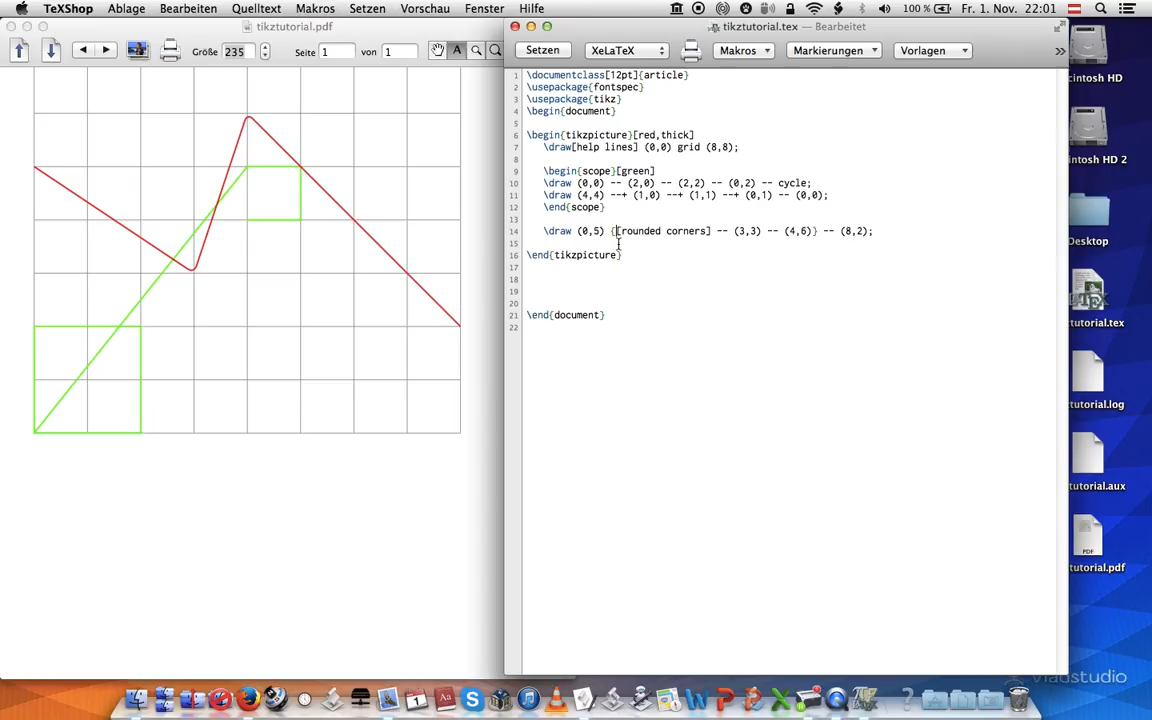 TeXShop Ablage Bearbeiten Quelltext Makros Setzen Vorschau Fenster Hilfe 100 % Fr. 1. Nov. 22:01
tikztutorial.pdf
Größe 235 Seite 1 von 1 A
tikztutorial.tex — Bearbeitet
Setzen XeLaTeX Makros Markierungen Vorlagen »
1 \documentclass[12pt]{article}
2 \usepackage{fontspec}
3 \usepackage{tikz}
4 \begin{document}
5
6 \begin{tikzpicture}[red,thick]
7 \draw[help lines] (0,0) grid (8,8);
8
9 \begin{scope}[green]
10 \draw (0,0) -- (2,0) -- (2,2) -- (0,2) -- cycle;
11 \draw (4,4) --+ (1,0) --+ (1,1) --+ (0,1) -- (0,0);
12 \end{scope}
13
14 \draw (0,5) {[rounded corners] -- (3,3) -- (4,6)} -- (8,2);
15
16 \end{tikzpicture}
17
18
19
20
21 \end{document}
22
cintosh HD
intosh HD 2
Desktop
TEX
tutorial.tex
tutorial.log
tutorial.aux
PDF
tutorial.pdf
vladstudio